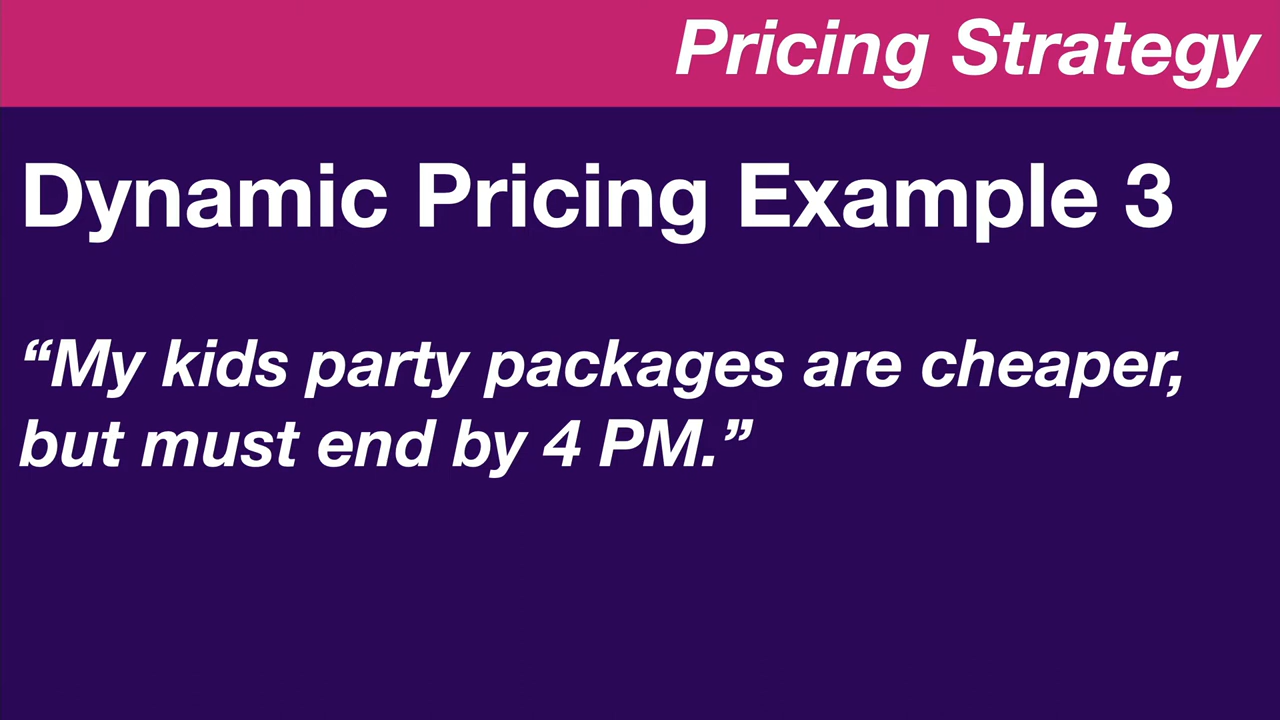 Pricing Strategy
Dynamic Pricing Example 3
“My kids party packages are cheaper,
but must end by 4 PM.”